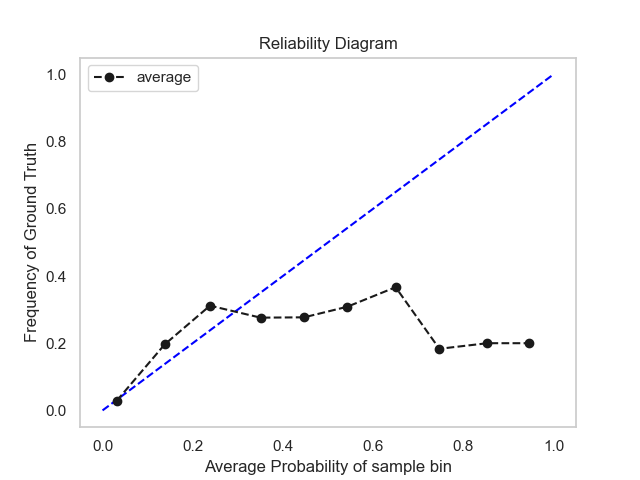 Reliability Diagram
average
Frequency of Ground Truth
1.0
0.8
0.6
0.4
0.2
0.0
0.0 0.2 0.4 0.6 0.8 1.0
Average Probability of sample bin